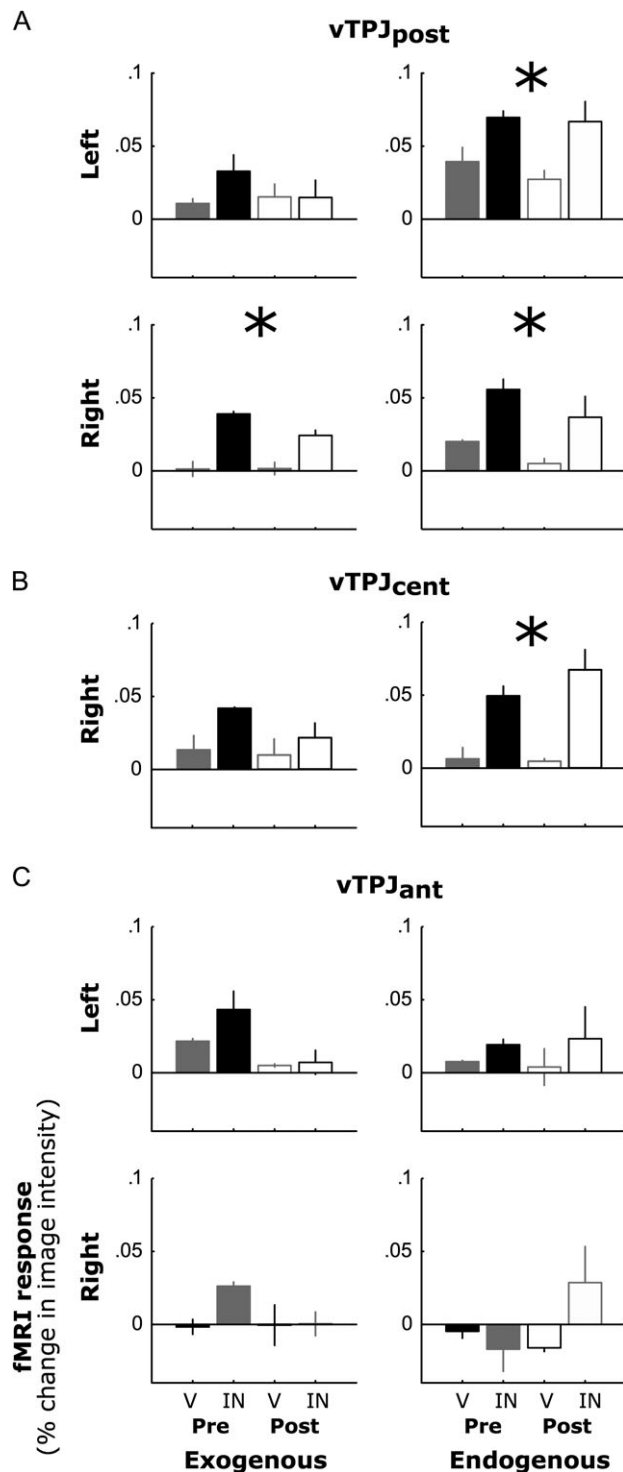 A
vTPJpost
Left
.1
.05
0
.1
.05
0
*
Right
.1
.05
0
*
.1
.05
0
*
B
vTPJcent
Right
.1
.05
0
.1
.05
0
*
C
vTPJant
Left
.1
.05
0
.1
.05
0
fMRI response
(% change in image intensity)
Right
.1
.05
0
.1
.05
0
V IN V IN V IN V IN
Pre Post Pre Post
Exogenous Endogenous